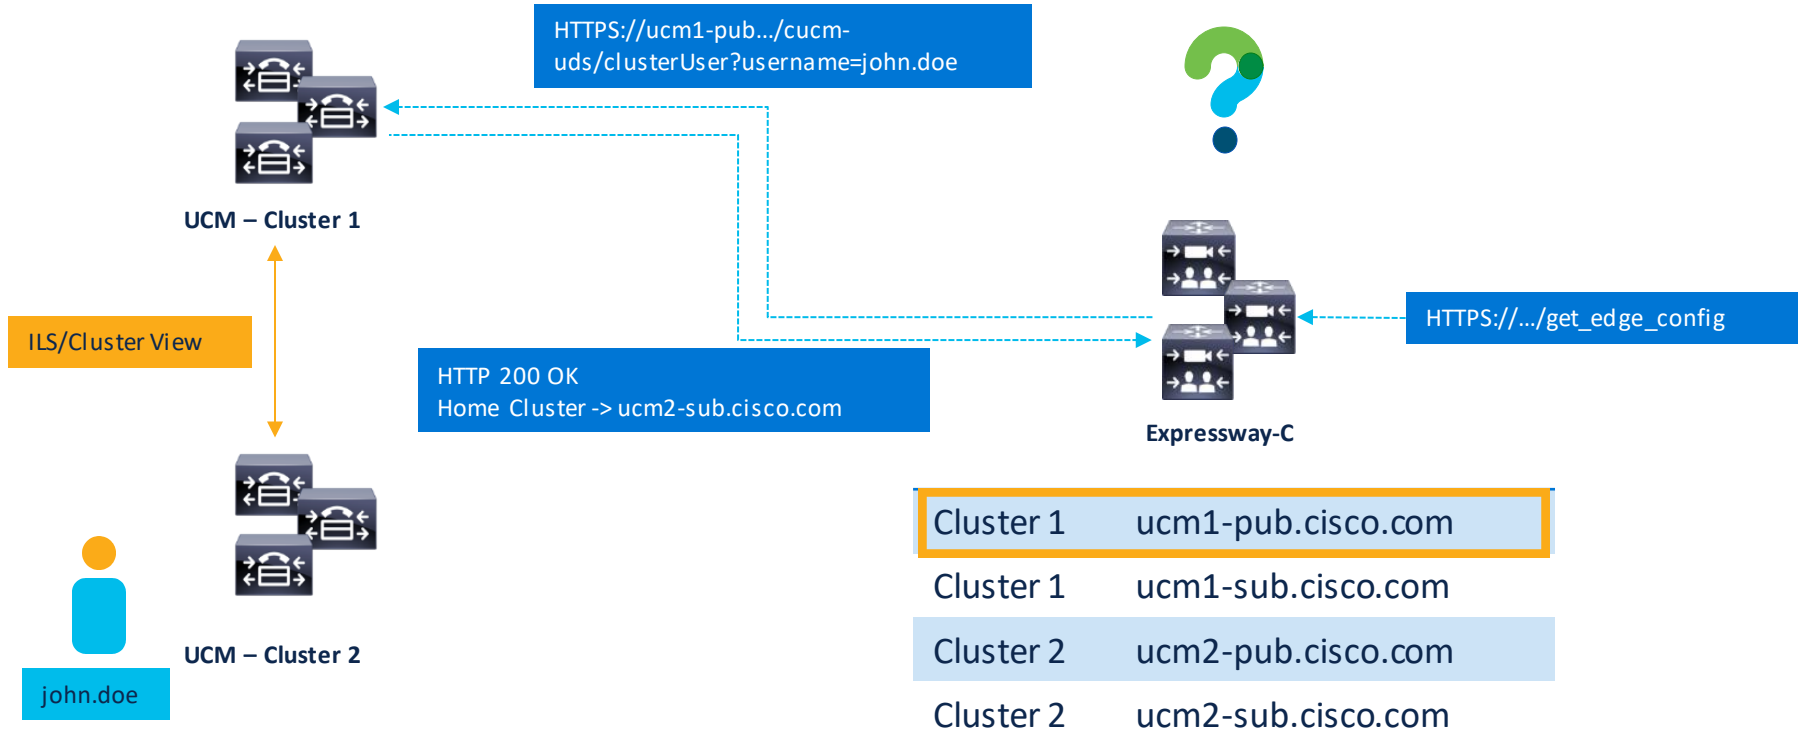 HTTPS://ucm1-pub.../cucm-
uds/clusterUser?username=john.doe
UCM – Cluster 1
ILS/Cluster View
HTTP 200 OK
Home Cluster -> ucm2-sub.cisco.com
HTTPS://.../get_edge_config
Expressway-C
UCM – Cluster 2
john.doe
Cluster 1 ucm1-pub.cisco.com
Cluster 1 ucm1-sub.cisco.com
Cluster 2 ucm2-pub.cisco.com
Cluster 2 ucm2-sub.cisco.com